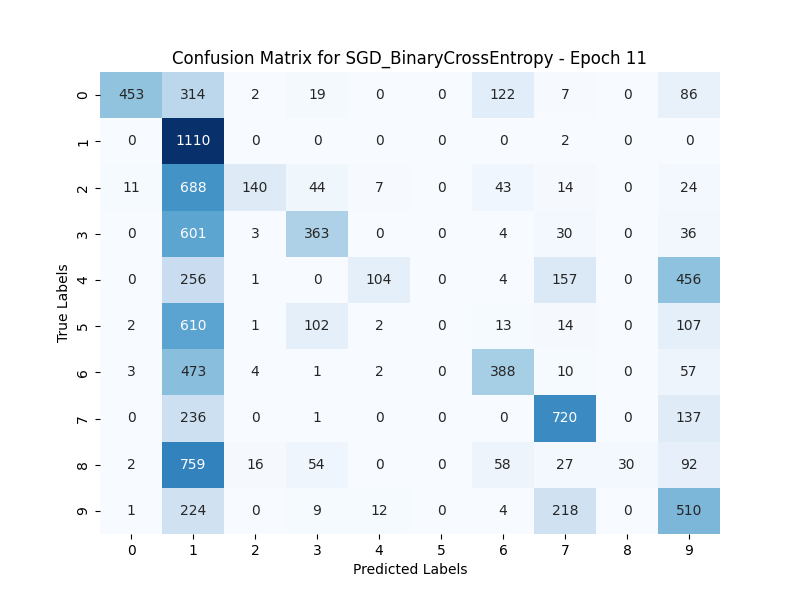 Confusion Matrix for SGD_BinaryCrossEntropy - Epoch 11
True Labels
0 453 314 2 19 0 0 122 7 0 86
1 0 1110 0 0 0 0 0 2 0 0
2 11 688 140 44 7 0 43 14 0 24
3 0 601 3 363 0 0 4 30 0 36
4 0 256 1 0 104 0 4 157 0 456
5 2 610 1 102 2 0 13 14 0 107
6 3 473 4 1 2 0 388 10 0 57
7 0 236 0 1 0 0 0 720 0 137
8 2 759 16 54 0 0 58 27 30 92
9 1 224 0 9 12 0 4 218 0 510
0 1 2 3 4 5 6 7 8 9
Predicted Labels